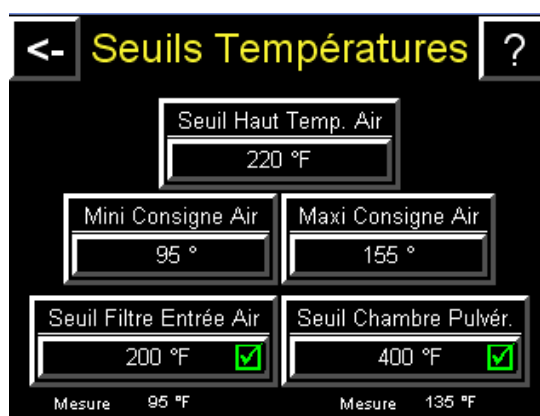 <- Seuils Températures ?
Seuil Haut Temp. Air
220 °F
Mini Consigne Air Maxi Consigne Air
95 ° 155 °
Seuil Filtre Entrée Air Seuil Chambre Pulvér.
200 °F 400 °F
Mesure 95 °F Mesure 135 °F